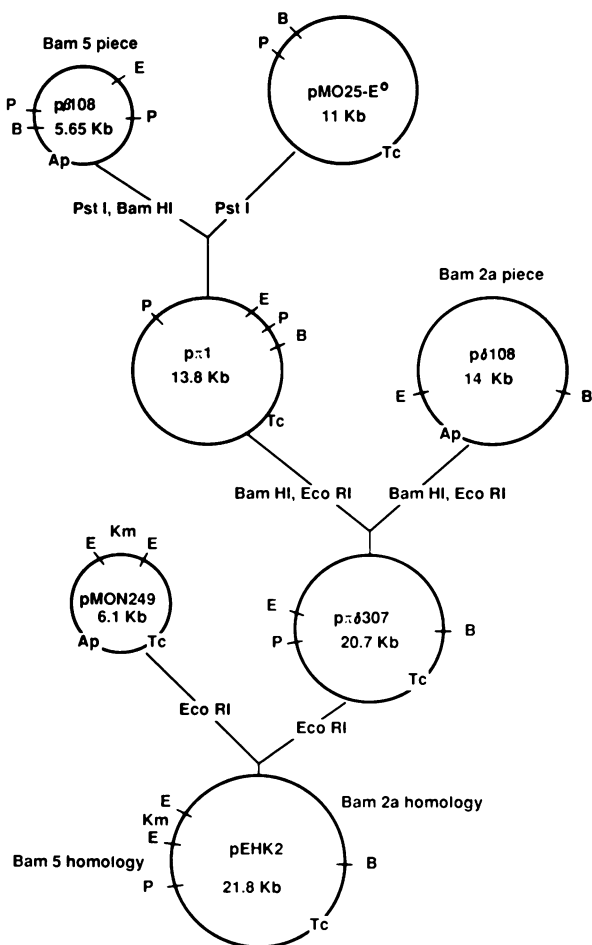 Bam 5 piece
E
P
pβ108
P
B
5.65 Kb
Ap
B
P
pMO25-E°
11 Kb
Tc
Pst I, Bam HI
Pst I
P
E
P
B
pπ1
13.8 Kb
Tc
Bam 2a piece
pδ108
14 Kb
E
B
Ap
Bam HI, Eco RI
Bam HI, Eco RI
Km
E
E
pMON249
6.1 Kb
Ap
Tc
E
P
pπδ307
20.7 Kb
B
Tc
Eco RI
Eco RI
E
Km
E
Bam 2a homology
Bam 5 homology
P
pEHK2
21.8 Kb
B
Tc